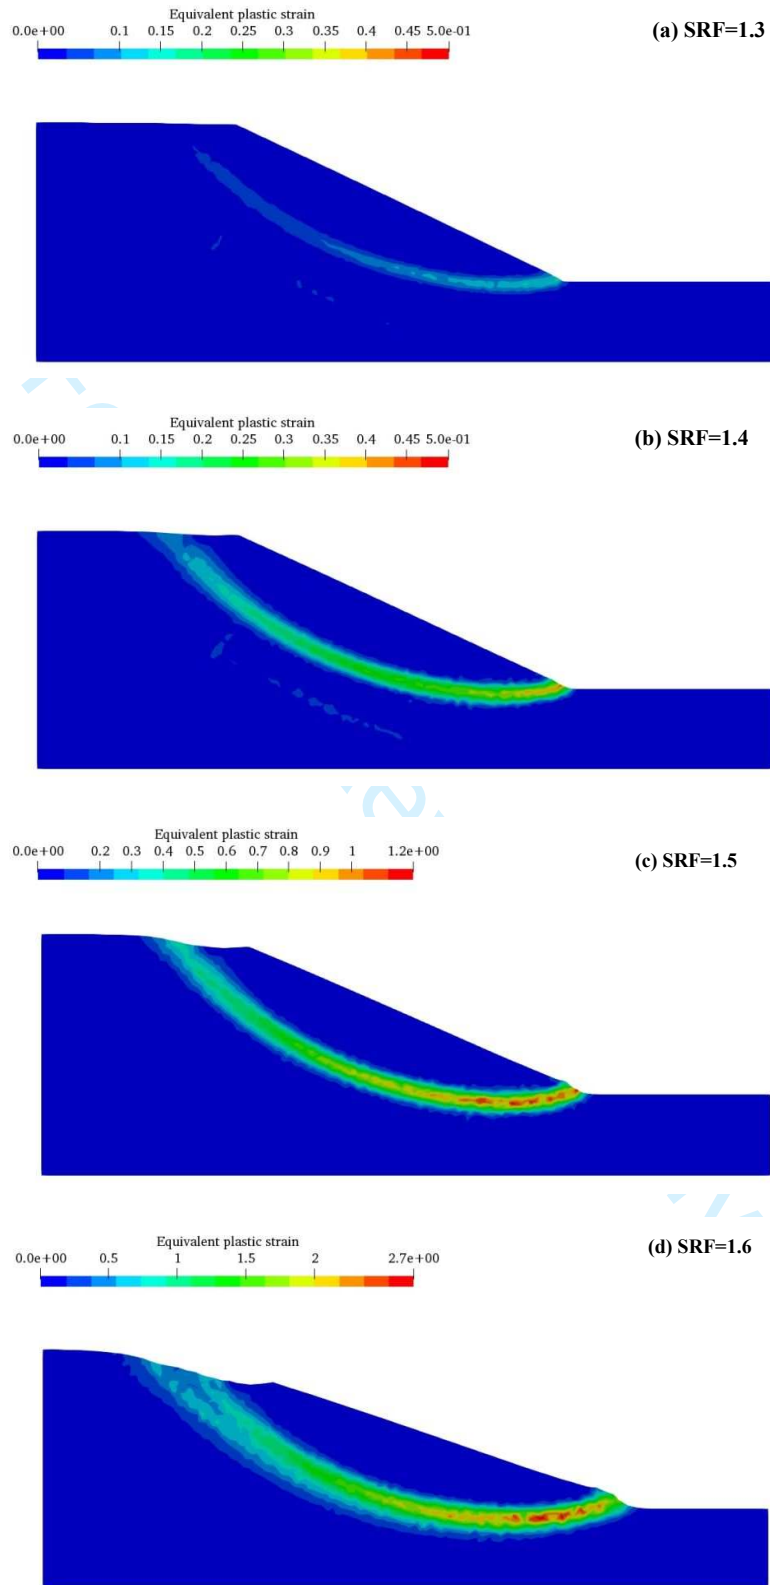 Equivalent plastic strain
0.0e+00 0.1 0.15 0.2 0.25 0.3 0.35 0.4 0.45 5.0e-01
(a) SRF=1.3
Equivalent plastic strain
0.0e+00 0.1 0.15 0.2 0.25 0.3 0.35 0.4 0.45 5.0e-01
(b) SRF=1.4
Equivalent plastic strain
0.0e+00 0.2 0.3 0.4 0.5 0.6 0.7 0.8 0.9 1 1.2e+00
(c) SRF=1.5
Equivalent plastic strain
0.0e+00 0.5 1 1.5 2 2.7e+00
(d) SRF=1.6